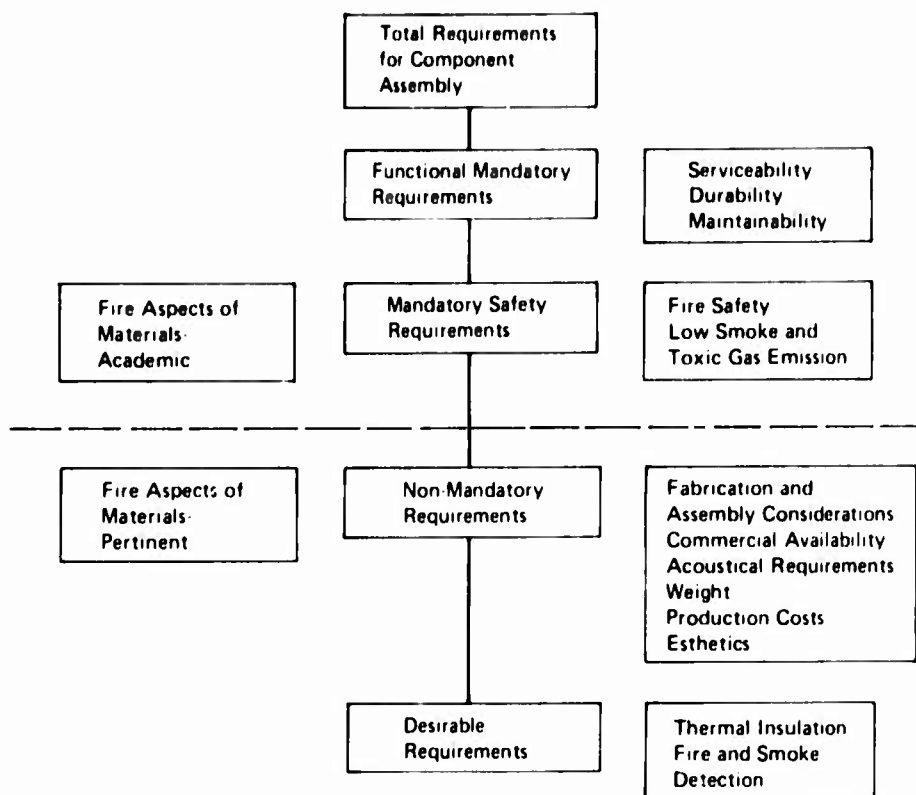 Total Requirements
for Component
Assembly
Functional Mandatory
Requirements
Serviceability
Durability
Maintainability
Fire Aspects of
Materials-
Academic
Mandatory Safety
Requirements
Fire Safety
Low Smoke and
Toxic Gas Emission
Fire Aspects of
Materials-
Pertinent
Non-Mandatory
Requirements
Fabrication and
Assembly Considerations
Commercial Availability
Acoustical Requirements
Weight
Production Costs
Esthetics
Desirable
Requirements
Thermal Insulation
Fire and Smoke
Detection